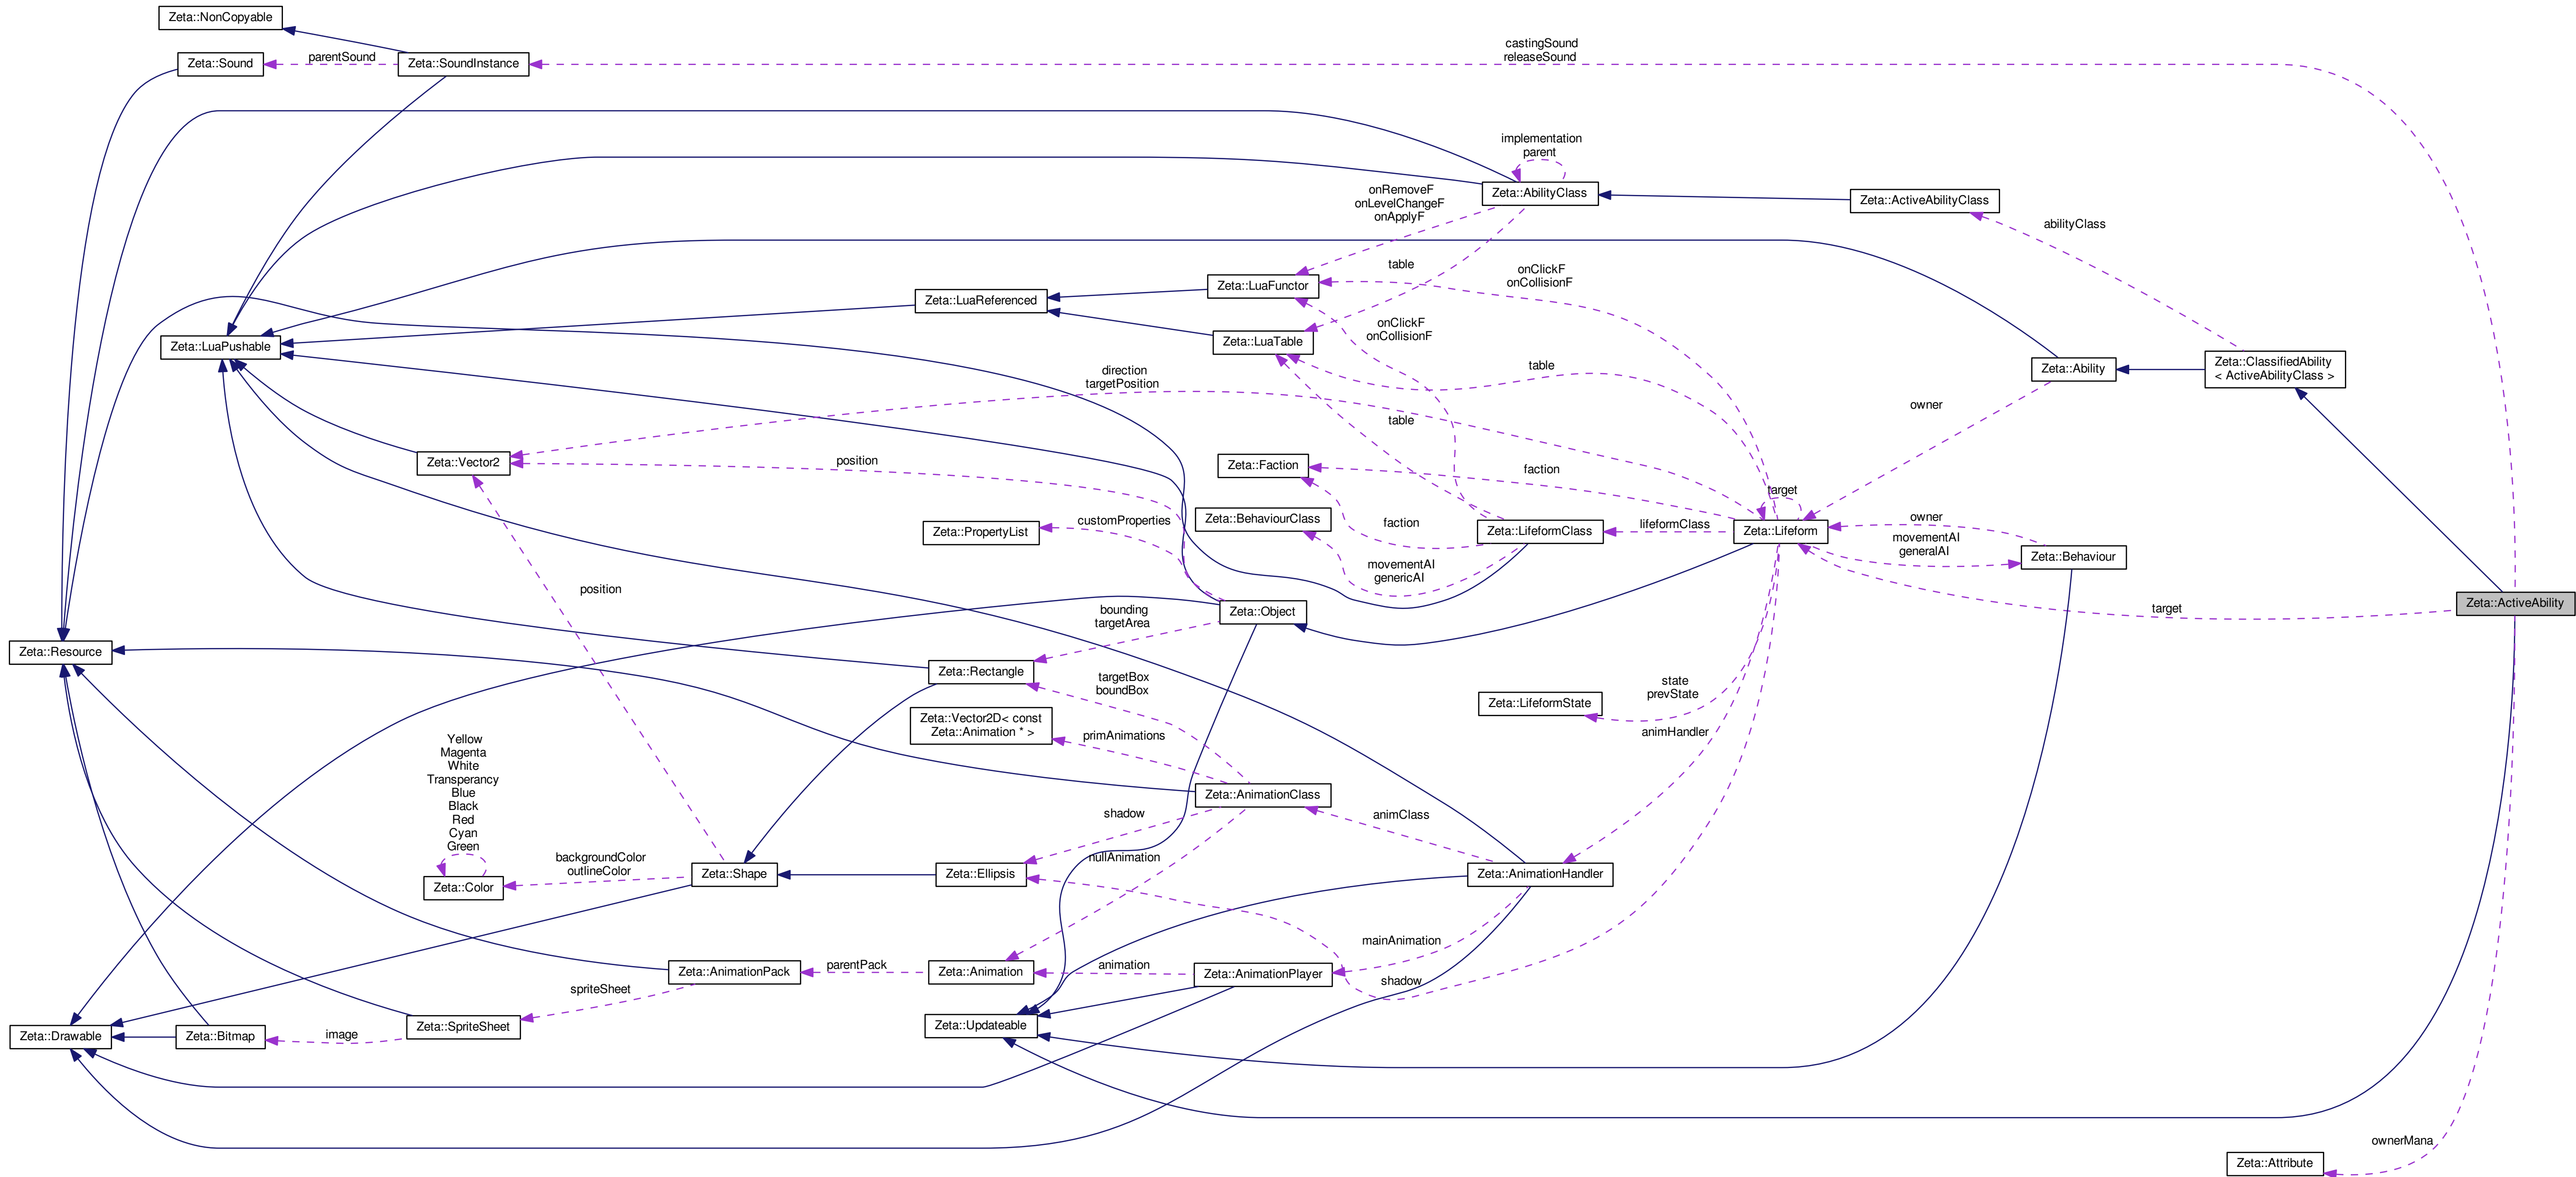 Zeta::NonCopyable
castingSound
releaseSound
Zeta::Sound
parentSound
Zeta::SoundInstance
implementation
parent
Zeta::AbilityClass
Zeta::ActiveAbilityClass
onRemoveF
onLevelChangeF
onApplyF
abilityClass
table
onClickF
onCollisionF
Zeta::LuaFunctor
Zeta::LuaReferenced
onClickF
onCollisionF
Zeta::LuaTable
Zeta::LuaPushable
Zeta::ClassifiedAbility
< ActiveAbilityClass >
Zeta::Ability
direction
targetPosition
table
owner
table
Zeta::Vector2
position
Zeta::Faction
faction
target
Zeta::PropertyList
customProperties
Zeta::BehaviourClass
faction
Zeta::LifeformClass
lifeformClass
Zeta::Lifeform
owner
movementAI
generalAI
Zeta::Behaviour
movementAI
genericAI
position
bounding
targetArea
Zeta::Object
target
Zeta::ActiveAbility
Zeta::Resource
Zeta::Rectangle
targetBox
boundBox
state
prevState
Zeta::LifeformState
Zeta::Vector2D< const
Zeta::Animation * >
primAnimations
animHandler
Yellow
Magenta
White
Transperancy
Blue
Black
Red
Cyan
Green
Zeta::AnimationClass
shadow
animClass
nullAnimation
backgroundColor
outlineColor
Zeta::Color
Zeta::Shape
Zeta::Ellipsis
Zeta::AnimationHandler
mainAnimation
Zeta::AnimationPack
parentPack
Zeta::Animation
animation
Zeta::AnimationPlayer
shadow
spriteSheet
Zeta::Drawable
Zeta::Bitmap
image
Zeta::SpriteSheet
Zeta::Updateable
ownerMana
Zeta::Attribute